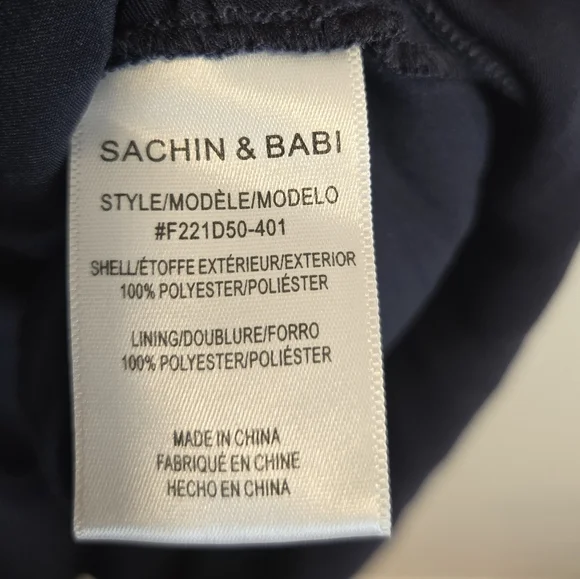 SACHIN & BABI
STYLE/MODÈLE/MODELO
#F221D50-401
SHELL/ÉTOFFE EXTÉRIEUR/EXTERIOR
100% POLYESTER/POLIÉSTER
LINING/DOUBLURE/FORRO
100% POLYESTER/POLIÉSTER
MADE IN CHINA
FABRIQUÉ EN CHINE
HECHO EN CHINA